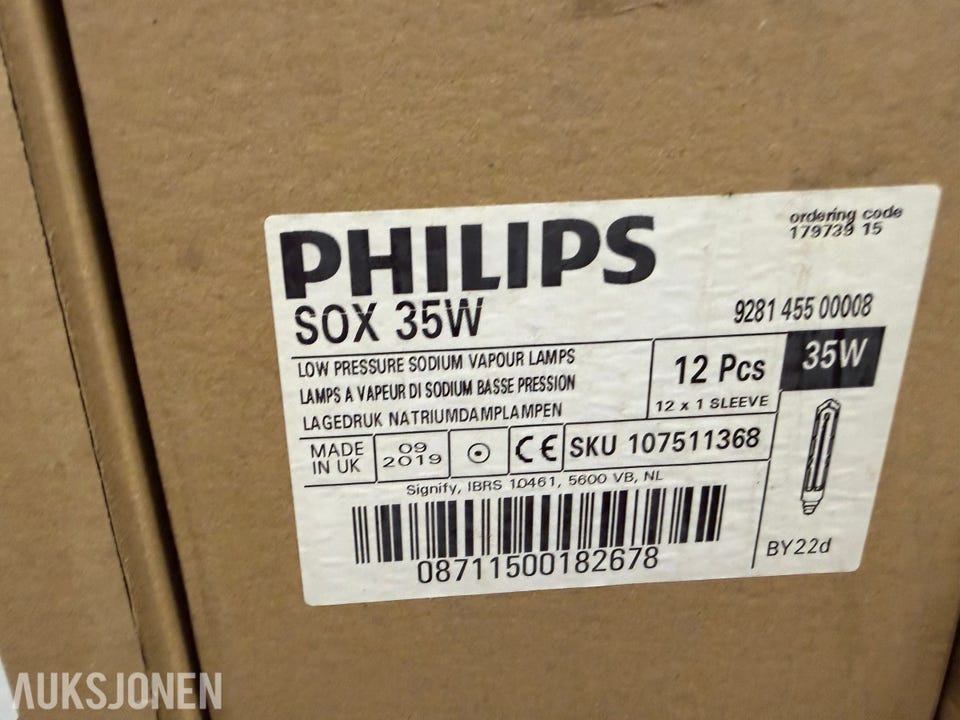 PHILIPS
ordering code
179739 15
SOX 35W
9281 455 00008
LOW PRESSURE SODIUM VAPOUR LAMPS
LAMPS A VAPEUR DI SODIUM BASSE PRESSION
LAGEDRUK NATRIUMDAMPLAMPEN
12 Pcs
12 x 1 SLEEVE
35W
MADE
IN UK
09
2019
CE
SKU 107511368
Signify, IBRS 10461, 5600 VB, NL
08711500182678
BY22d
AUKSJONEN